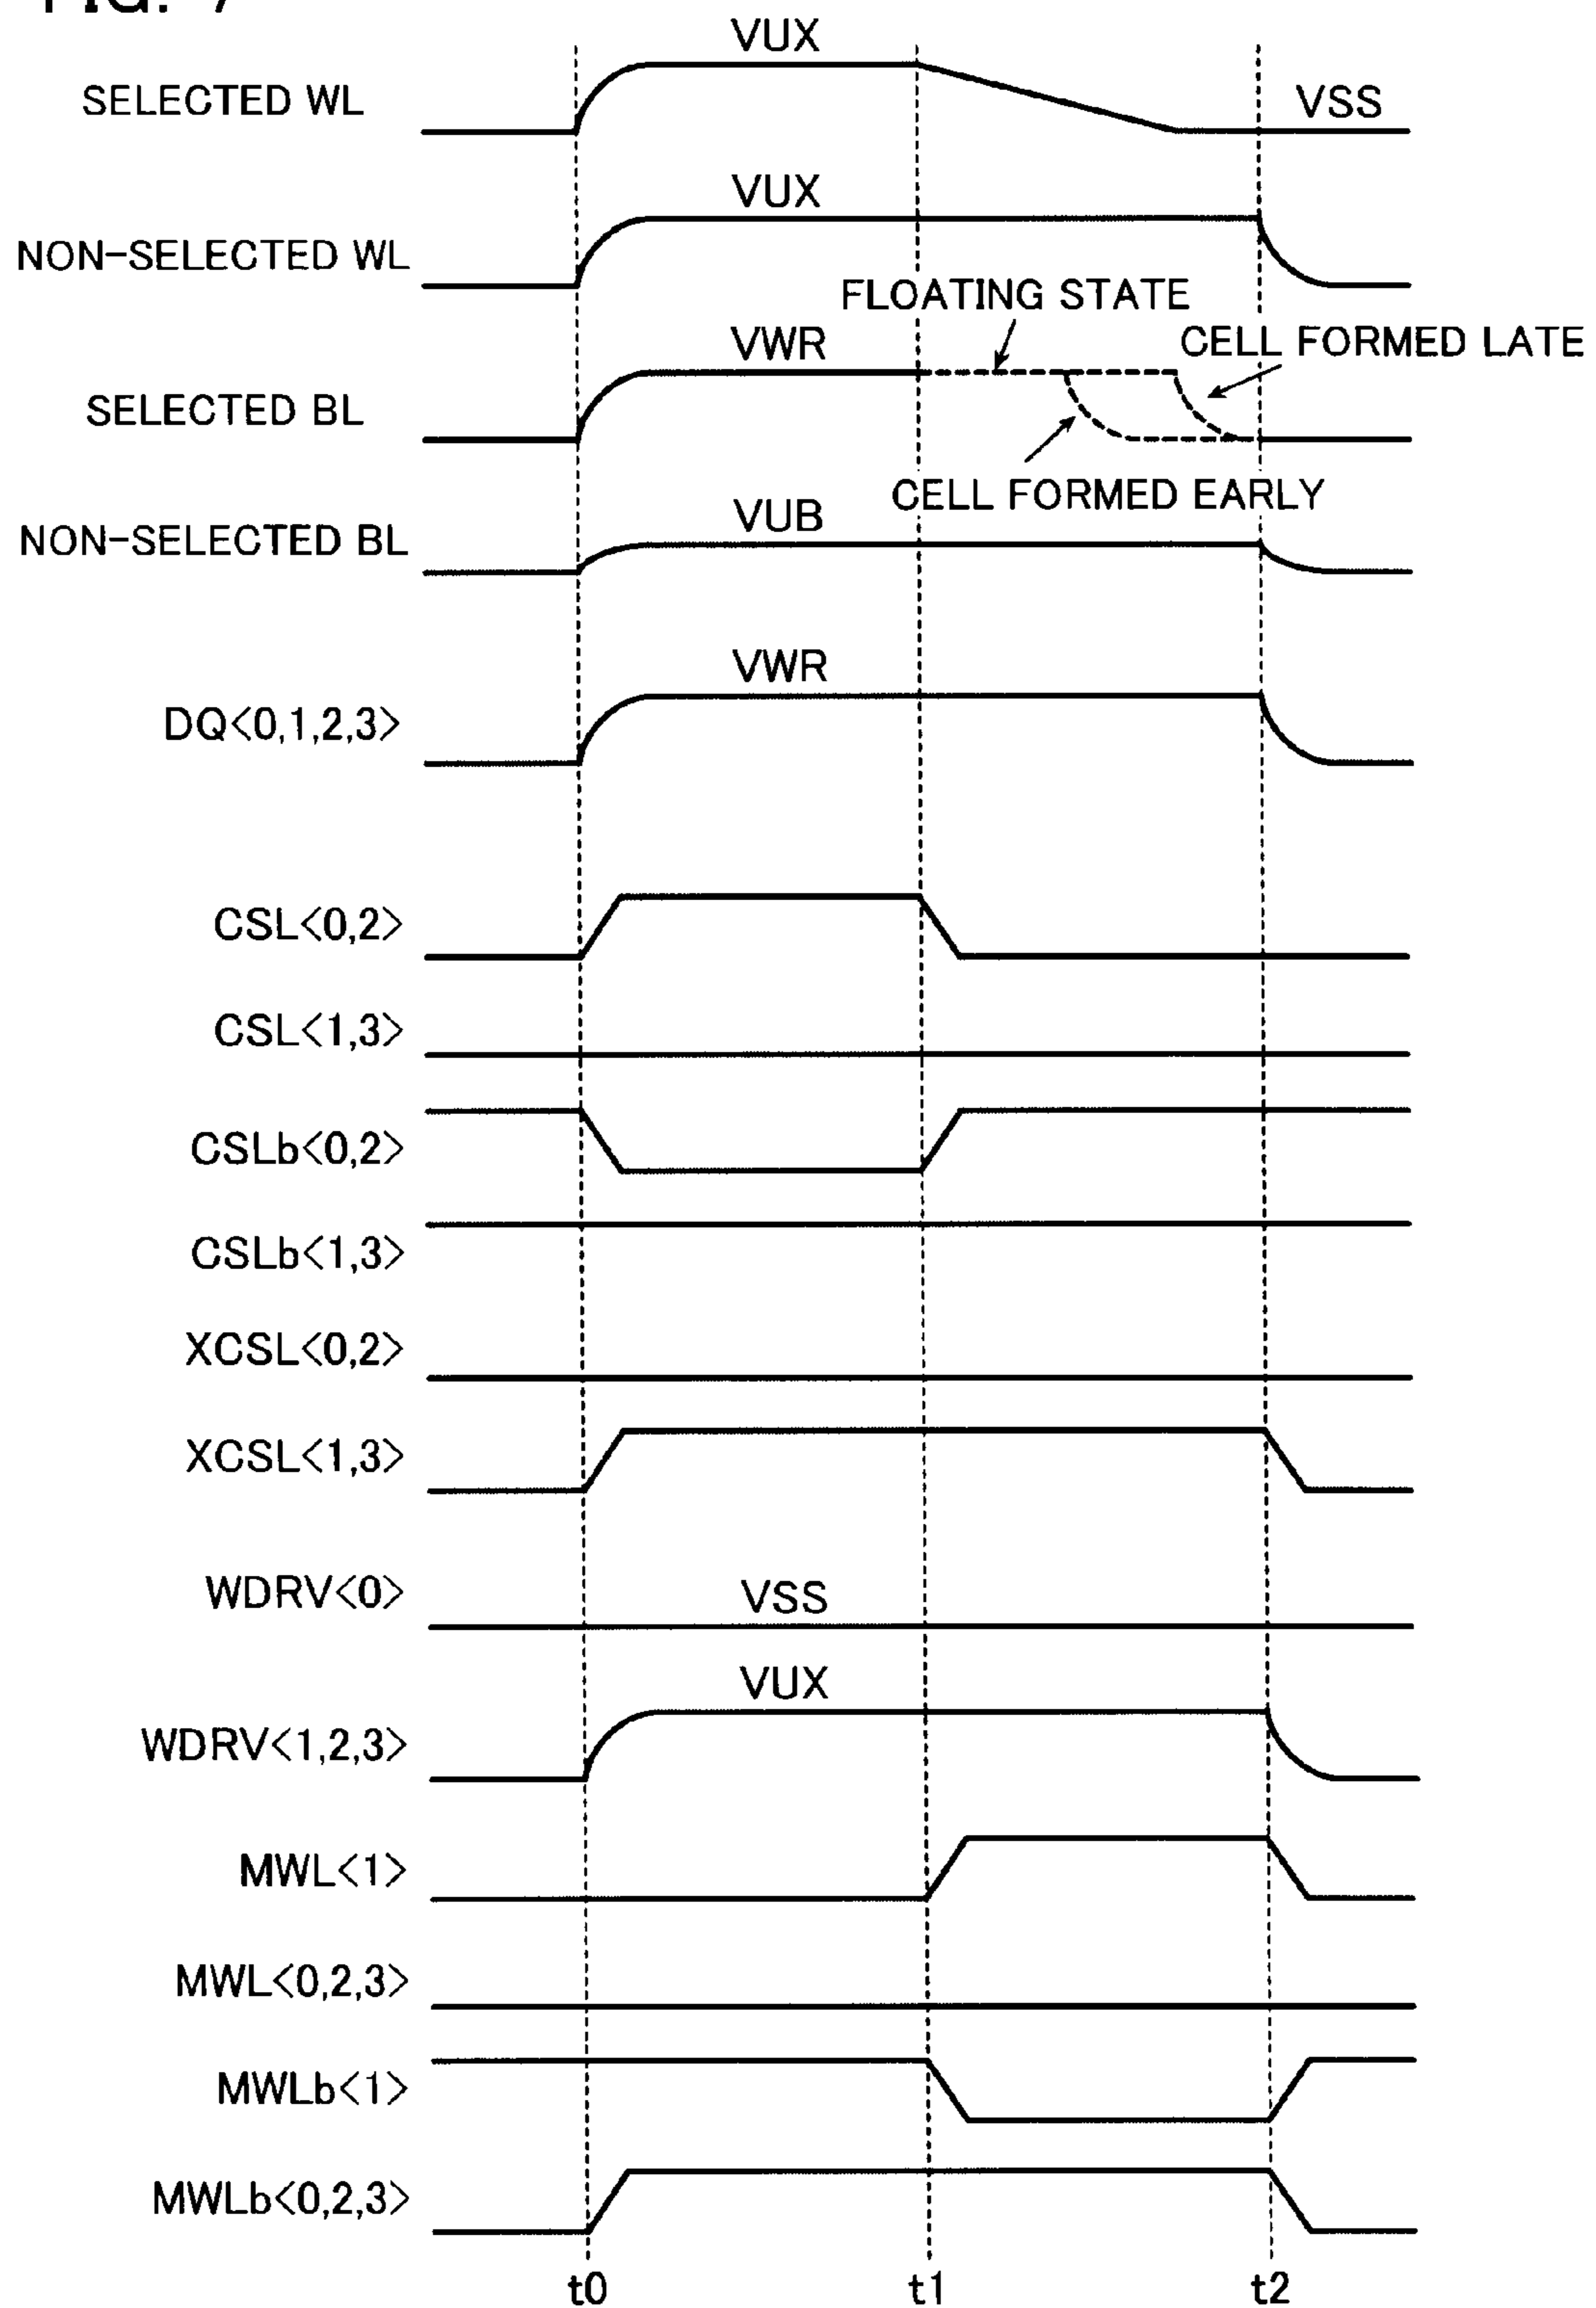 FIG. 7
VUX
SELECTED WL
VSS
VUX
NON-SELECTED WL
FLOATING STATE
VWR
CELL FORMED LATE
SELECTED BL
CELL FORMED EARLY
VUB
NON-SELECTED BL
VWR
DQ<0,1,2,3>
CSL<0,2>
CSL<1,3>
CSLb<0,2>
CSLb<1,3>
XCSL<0,2>
XCSL<1,3>
WDRV<0>
VSS
VUX
WDRV<1,2,3>
MWL<1>
MWL<0,2,3>
MWLb<1>
MWLb<0,2,3>
t0 t1 t2